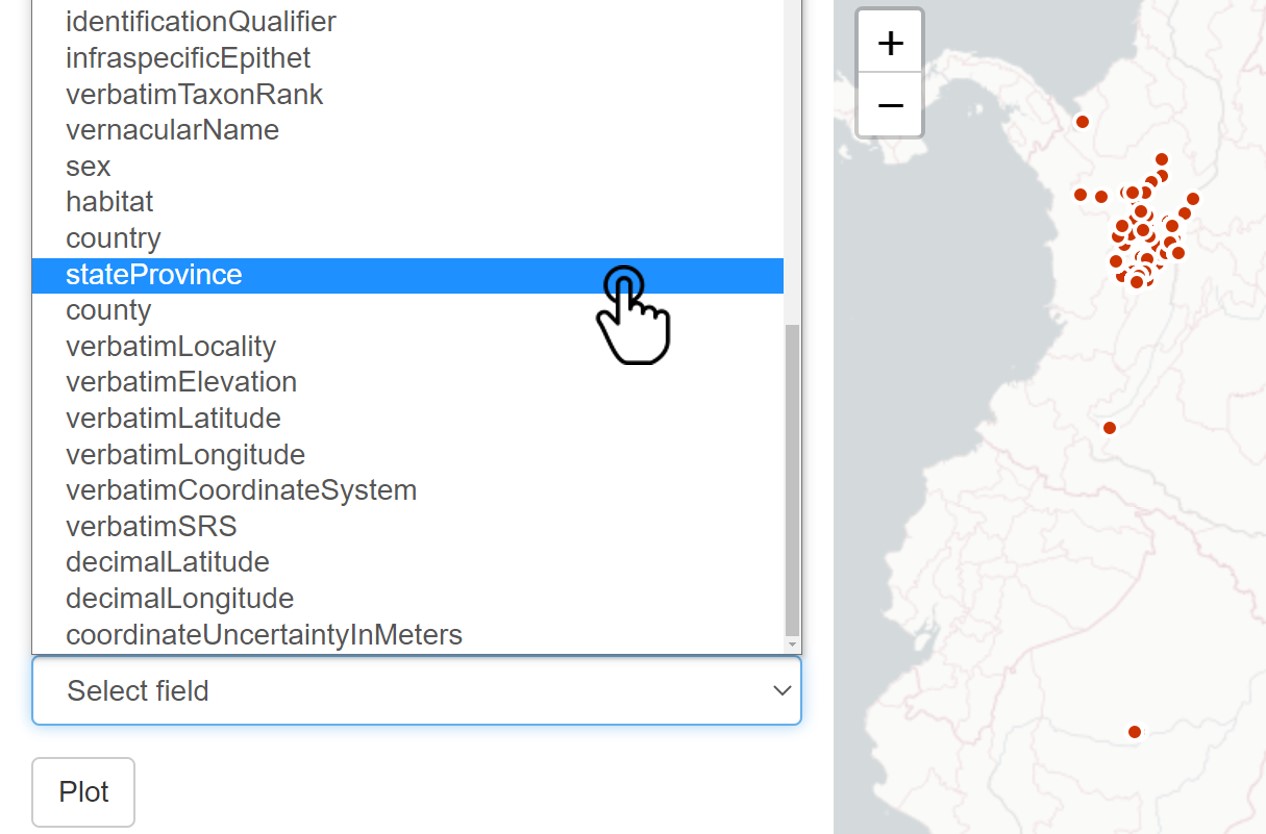 identificationQualifier
infraspecificEpithet
verbatimTaxonRank
vernacularName
sex
habitat
country
stateProvince
county
verbatimLocality
verbatimElevation
verbatimLatitude
verbatimLongitude
verbatimCoordinateSystem
verbatimSRS
decimalLatitude
decimalLongitude
coordinateUncertaintyInMeters
Select field
Plot
+
−